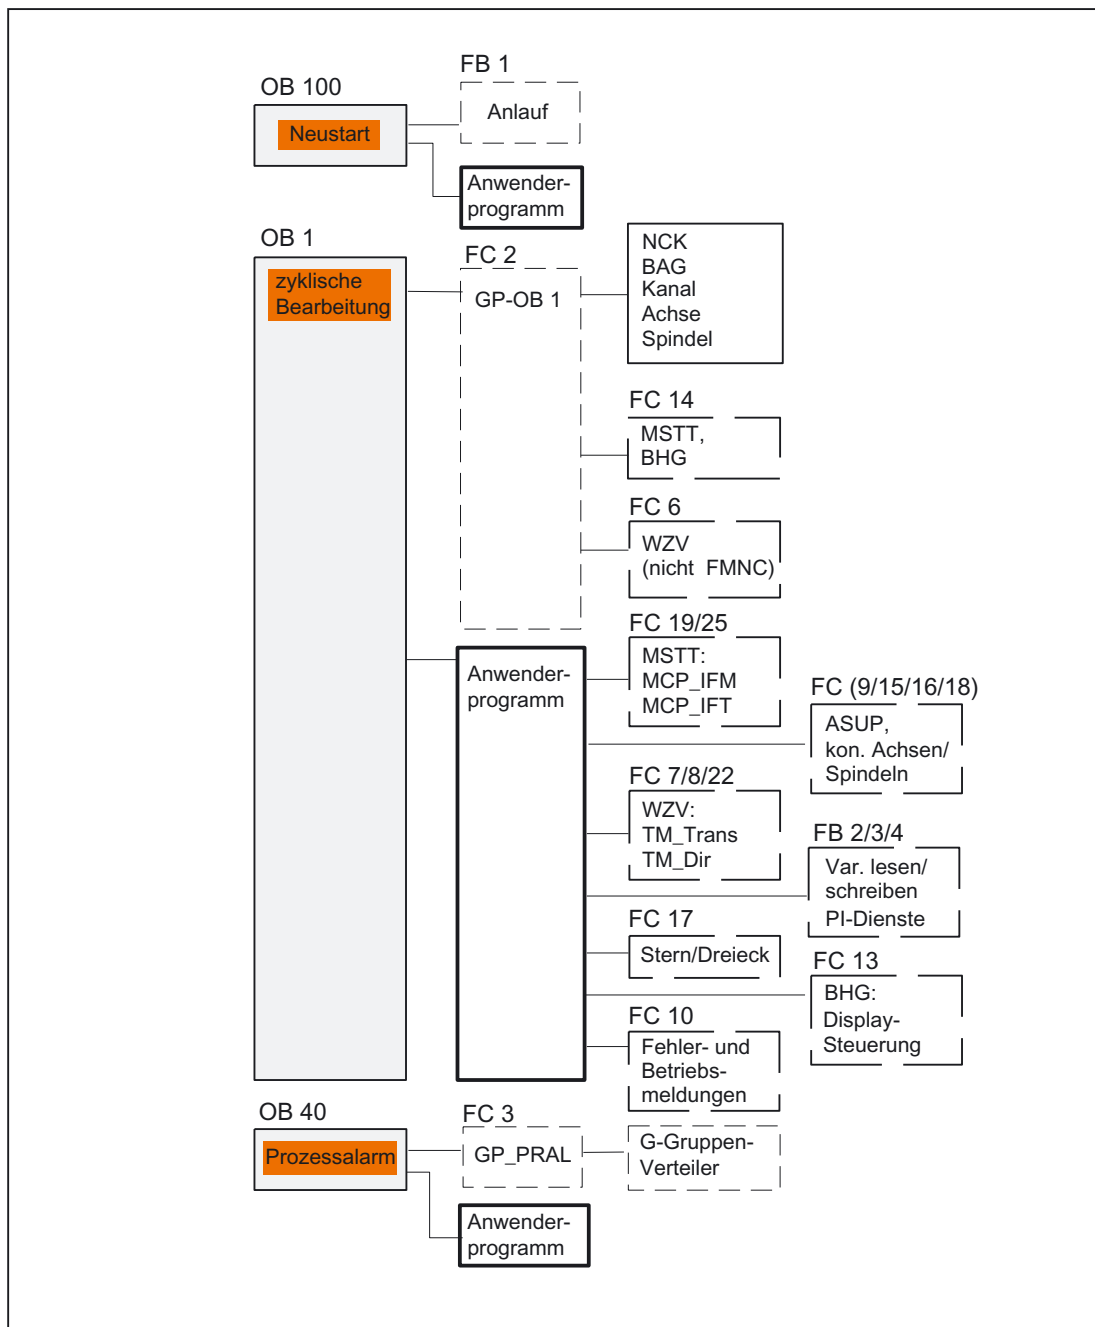 FB 1
OB 100
Anlauf
Neustart
Anwender-
programm
OB 1
zyklische
Bearbeitung
FC 2
GP-OB 1
NCK
BAG
Kanal
Achse
Spindel
FC 14
MSTT,
BHG
FC 6
WZV
(nicht FMNC)
Anwender-
programm
FC 19/25
MSTT:
MCP_IFM
MCP_IFT
FC (9/15/16/18)
ASUP,
kon. Achsen/
Spindeln
FC 7/8/22
WZV:
TM_Trans
TM_Dir
FB 2/3/4
Var. lesen/
schreiben
PI-Dienste
FC 17
Stern/Dreieck
FC 13
BHG:
Display-
Steuerung
FC 10
Fehler- und
Betriebs-
meldungen
OB 40
Prozessalarm
FC 3
GP_PRAL
G-Gruppen-
Verteiler
Anwender-
programm